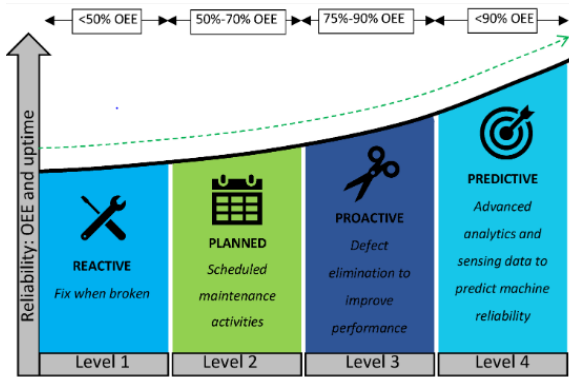 <50% OEE
50%-70% OEE
75%-90% OEE
<90% OEE
Reliability: OEE and uptime
REACTIVE
Fix when broken
PLANNED
Scheduled
maintenance
activities
PROACTIVE
Defect
elimination to
improve
performance
PREDICTIVE
Advanced
analytics and
sensing data to
predict machine
reliability
Level 1
Level 2
Level 3
Level 4